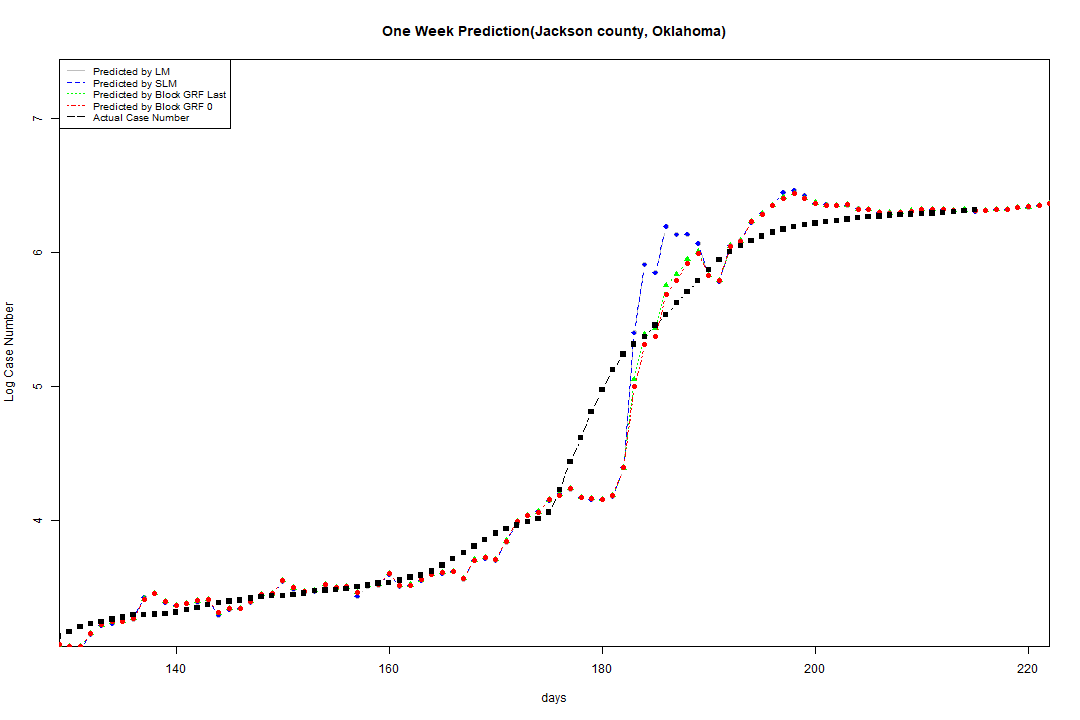 One Week Prediction(Jackson county, Oklahoma)
Predicted by LM
Predicted by SLM
Predicted by Block GRF Last
Predicted by Block GRF 0
Actual Case Number
7
6
5
4
Log Case Number
140 160 180 200 220
days